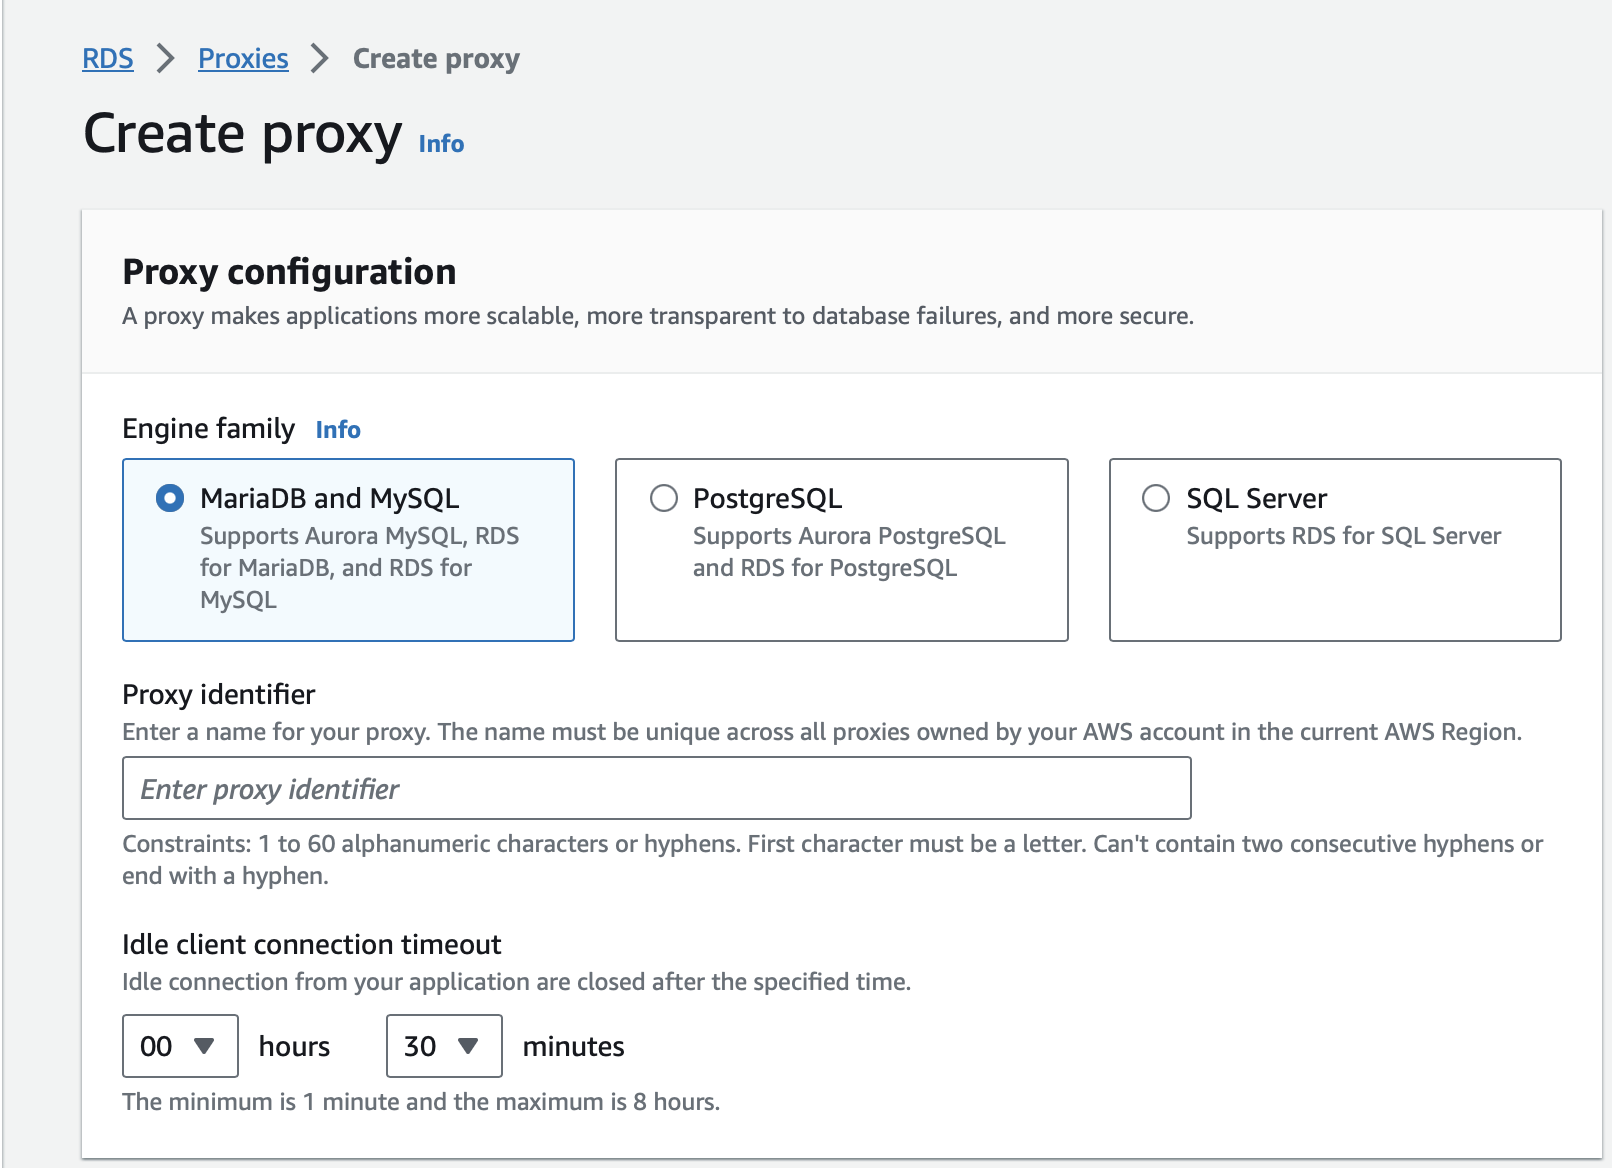 RDS > Proxies > Create proxy
Create proxy Info
Proxy configuration
A proxy makes applications more scalable, more transparent to database failures, and more secure.
Engine family Info
MariaDB and MySQL
Supports Aurora MySQL, RDS
for MariaDB, and RDS for
MySQL
PostgreSQL
Supports Aurora PostgreSQL
and RDS for PostgreSQL
SQL Server
Supports RDS for SQL Server
Proxy identifier
Enter a name for your proxy. The name must be unique across all proxies owned by your AWS account in the current AWS Region.
Enter proxy identifier
Constraints: 1 to 60 alphanumeric characters or hyphens. First character must be a letter. Can't contain two consecutive hyphens or
end with a hyphen.
Idle client connection timeout
Idle connection from your application are closed after the specified time.
00 hours 30 minutes
The minimum is 1 minute and the maximum is 8 hours.